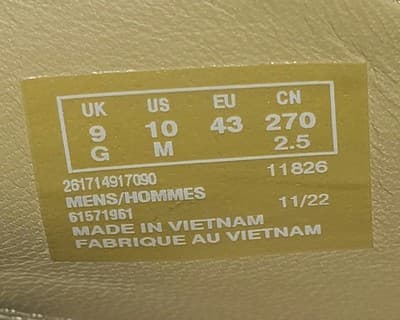 UK US EU CN
9 10 43 270
G M 2.5
261714917090 11826
MENS/HOMMES
61571961 11/22
MADE IN VIETNAM
FABRIQUE AU VIETNAM